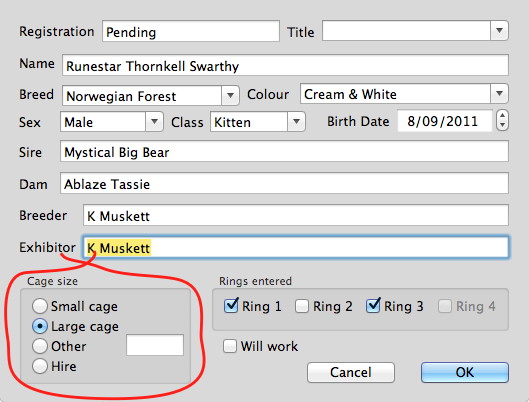 Registration Pending Title
Name Runestar Thornkell Swarthy
Breed Norwegian Forest Colour Cream & White
Sex Male Class Kitten Birth Date 8/09/2011
Sire Mystical Big Bear
Dam Ablaze Tassie
Breeder K Muskett
Exhibitor K Muskett
Cage size Rings entered
Small cage Ring 1 Ring 2 Ring 3 Ring 4
Large cage
Other Will work
Hire Cancel OK